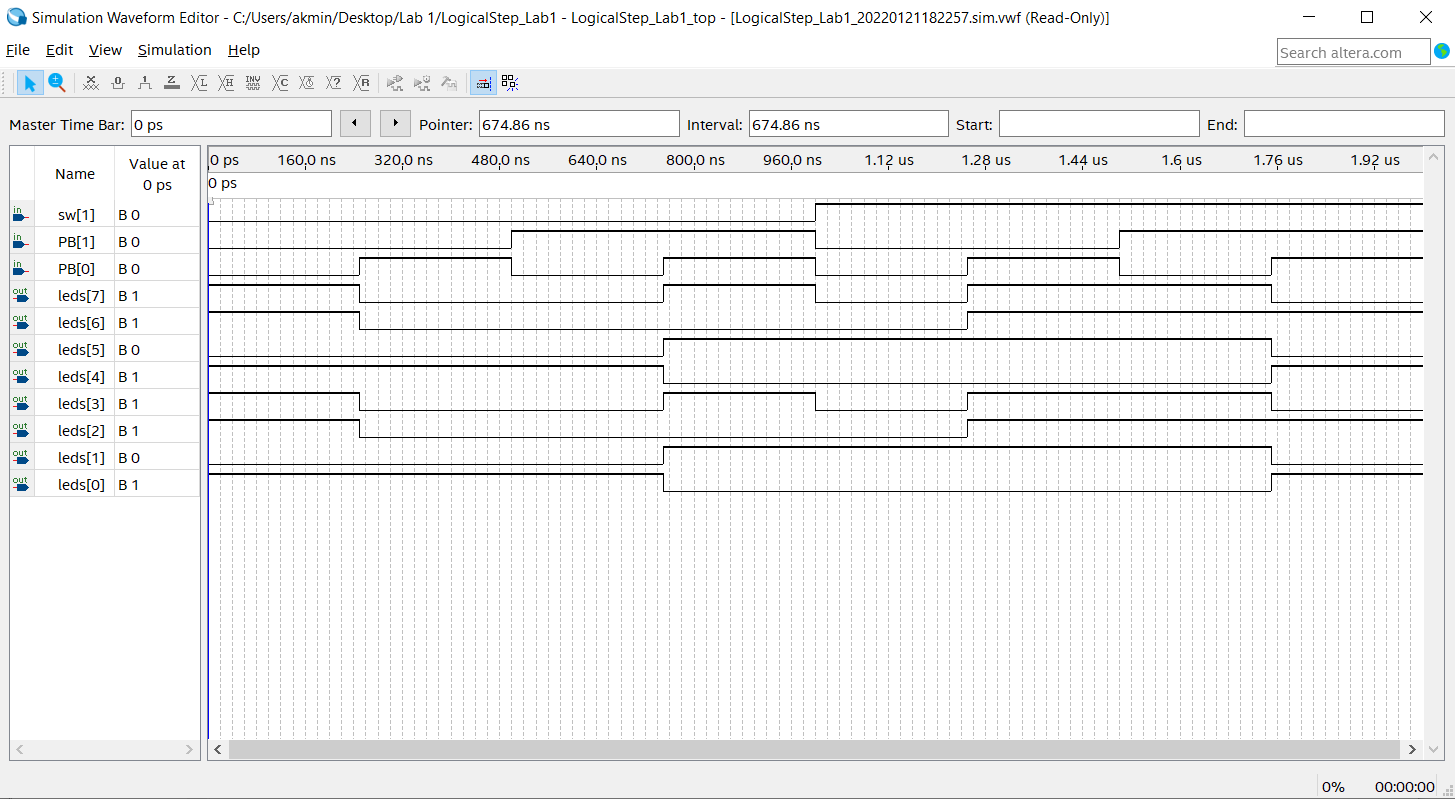 Simulation Waveform Editor - C:/Users/akmin/Desktop/Lab 1/LogicalStep_Lab1 - LogicalStep_Lab1_top - [LogicalStep_Lab1_20220121182257.sim.vwf (Read-Only)]
File Edit View Simulation Help
Search altera.com
Master Time Bar: 0 ps Pointer: 674.86 ns Interval: 674.86 ns Start: End:
Name Value at 0 ps
0 ps 160.0 ns 320.0 ns 480.0 ns 640.0 ns 800.0 ns 960.0 ns 1.12 us 1.28 us 1.44 us 1.6 us 1.76 us 1.92 us
0 ps
in sw[1] B 0
in PB[1] B 0
in PB[0] B 0
out leds[7] B 1
out leds[6] B 1
out leds[5] B 0
out leds[4] B 1
out leds[3] B 1
out leds[2] B 1
out leds[1] B 0
out leds[0] B 1
0% 00:00:00